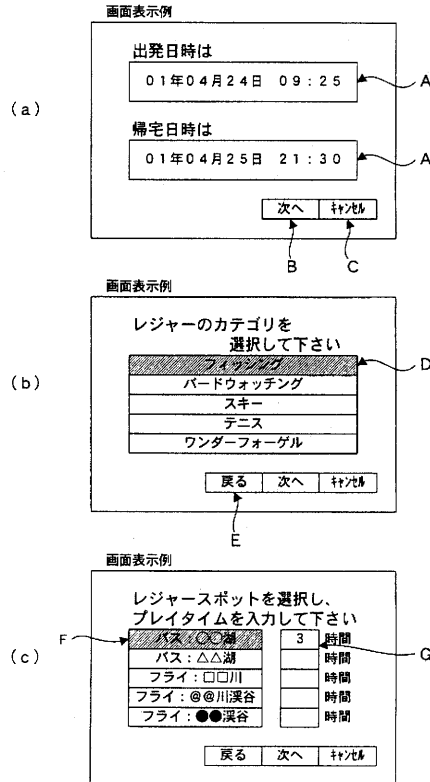 画面表示例
(a)
出発日時は
01年04月24日 09:25
A
帰宅日時は
01年04月25日 21:30
A
次へ キャンセル
B C
画面表示例
(b)
レジャーのカテゴリを
選択して下さい
フィッシング
D
バードウォッチング
スキー
テニス
ワンダーフォーゲル
戻る 次へ キャンセル
E
画面表示例
(c)
レジャースポットを選択し、
プレイタイムを入力して下さい
F バス:○○湖 3 時間 G
バス:△△湖 時間
フライ:□□川 時間
フライ:@@川渓谷 時間
フライ:●●渓谷 時間
戻る 次へ キャンセル